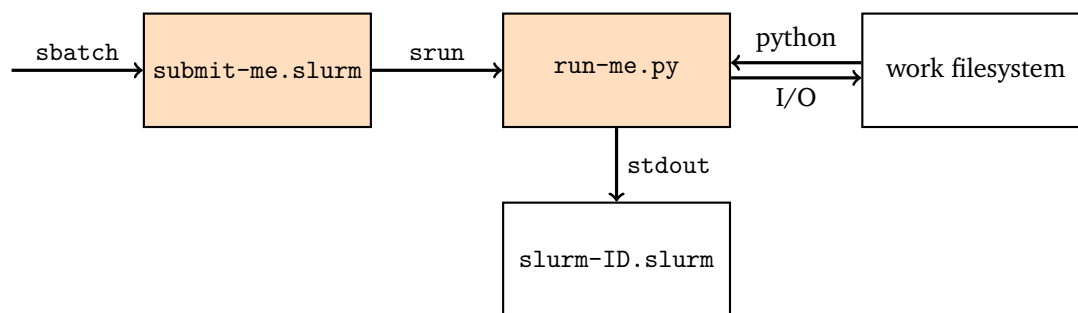 sbatch
submit-me.slurm
srun
run-me.py
python
I/O
work filesystem
stdout
slurm-ID.slurm